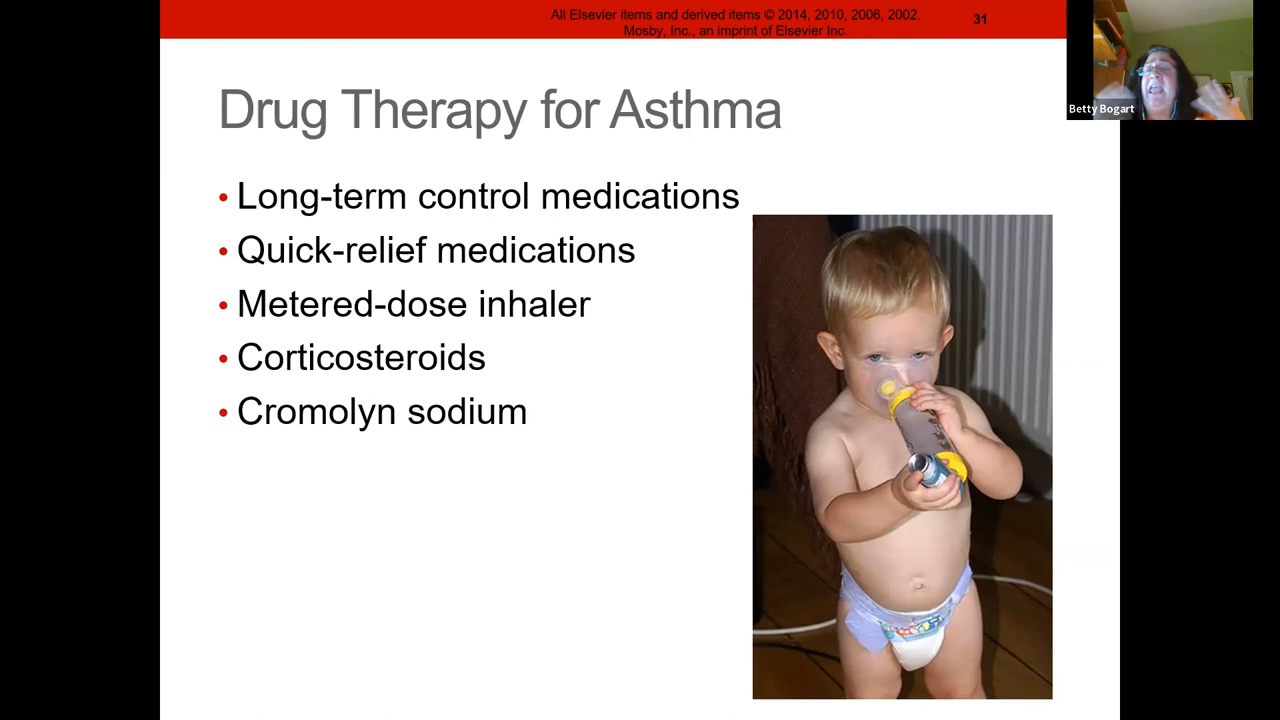 All Elsevier items and derived items © 2014, 2010, 2006, 2002,
Mosby, Inc., an imprint of Elsevier Inc.
31
Betty Bogart
Drug Therapy for Asthma
• Long-term control medications
• Quick-relief medications
• Metered-dose inhaler
• Corticosteroids
• Cromolyn sodium